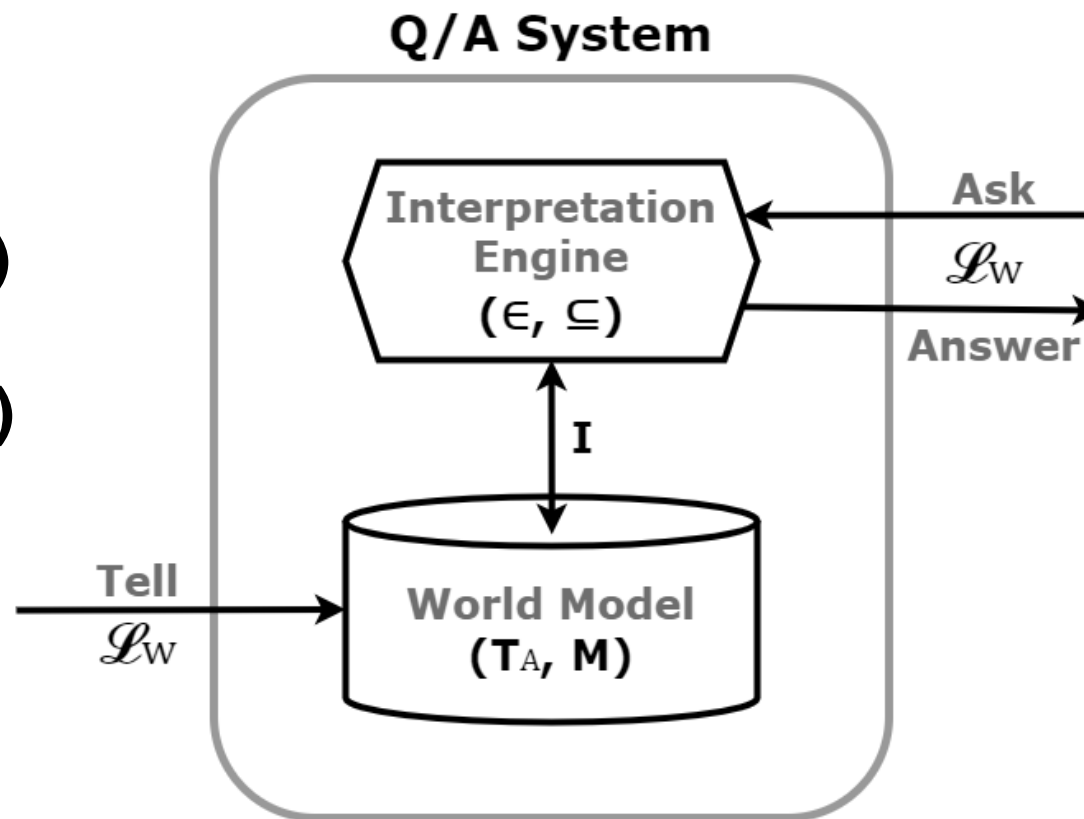 Q/A System
Interpretation
Engine
(∈, ⊆)
Ask
ℒW
Answer
)
)
I
Tell
ℒW
World Model
(TA, M)